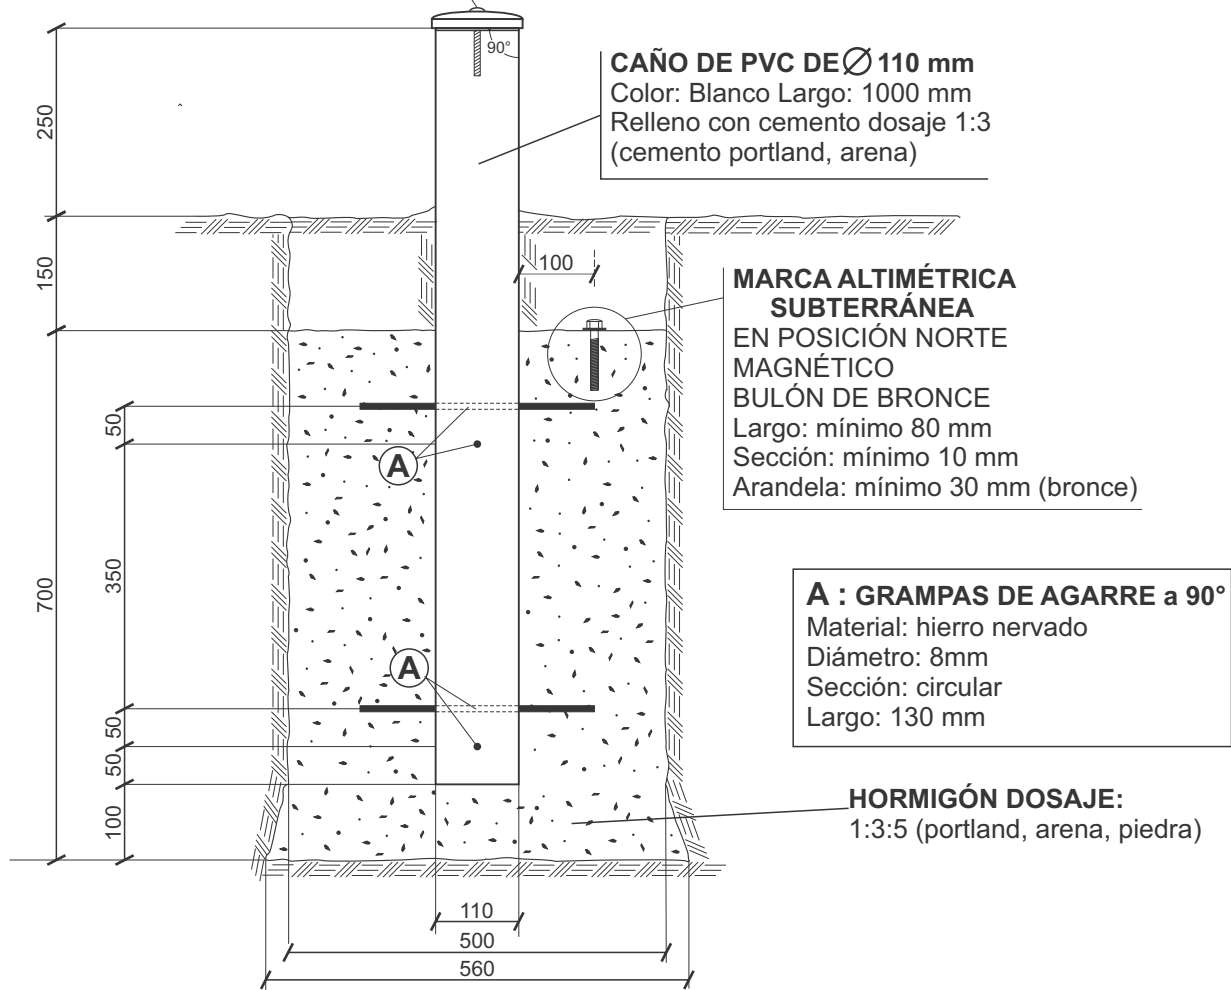 90°
CAÑO DE PVC DE Ø 110 mm
Color: Blanco Largo: 1000 mm
Relleno con cemento dosaje 1:3
(cemento portland, arena)
250
150
100
MARCA ALTIMÉTRICA
SUBTERRÁNEA
EN POSICIÓN NORTE
MAGNÉTICO
BULÓN DE BRONCE
Largo: mínimo 80 mm
Sección: mínimo 10 mm
Arandela: mínimo 30 mm (bronce)
50
A
350
700
A : GRAMPAS DE AGARRE a 90°
Material: hierro nervado
Diámetro: 8mm
Sección: circular
Largo: 130 mm
A
50
50
100
HORMIGÓN DOSAJE:
1:3:5 (portland, arena, piedra)
110
500
560